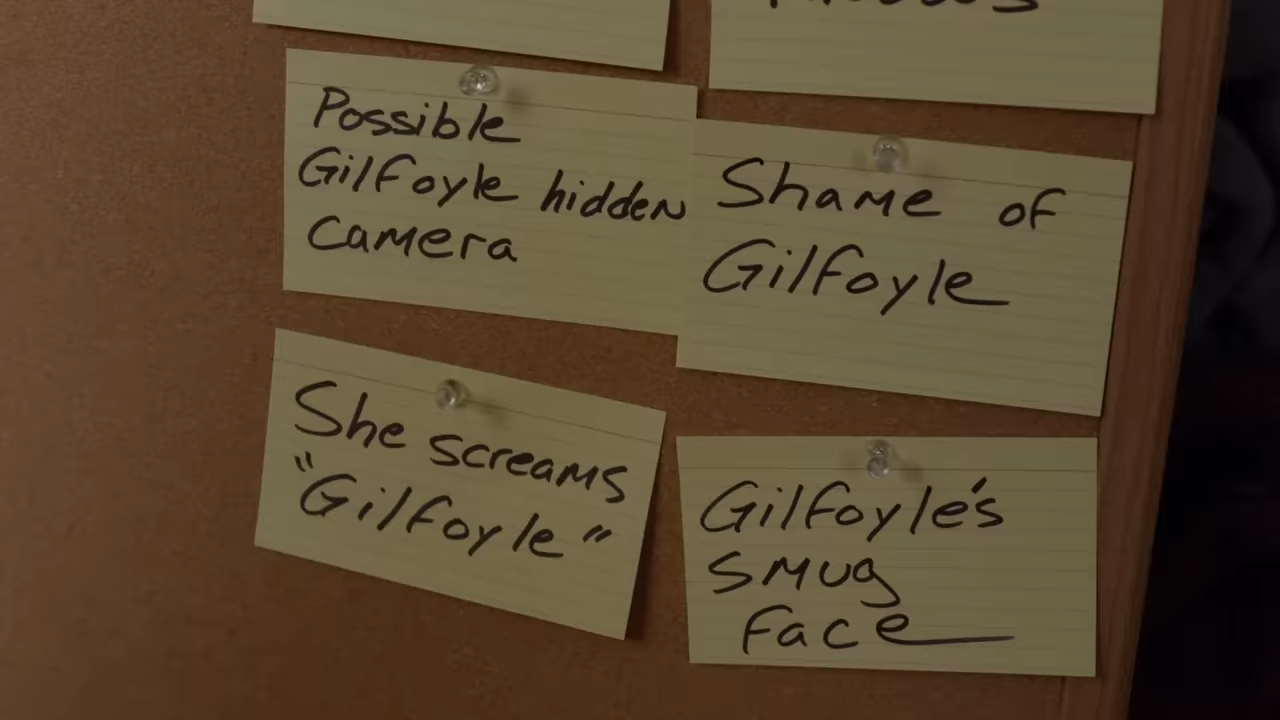 Possible
Gilfoyle hidden
camera
Shame of
Gilfoyle
She screams
"Gilfoyle"
Gilfoyle's
smug
face